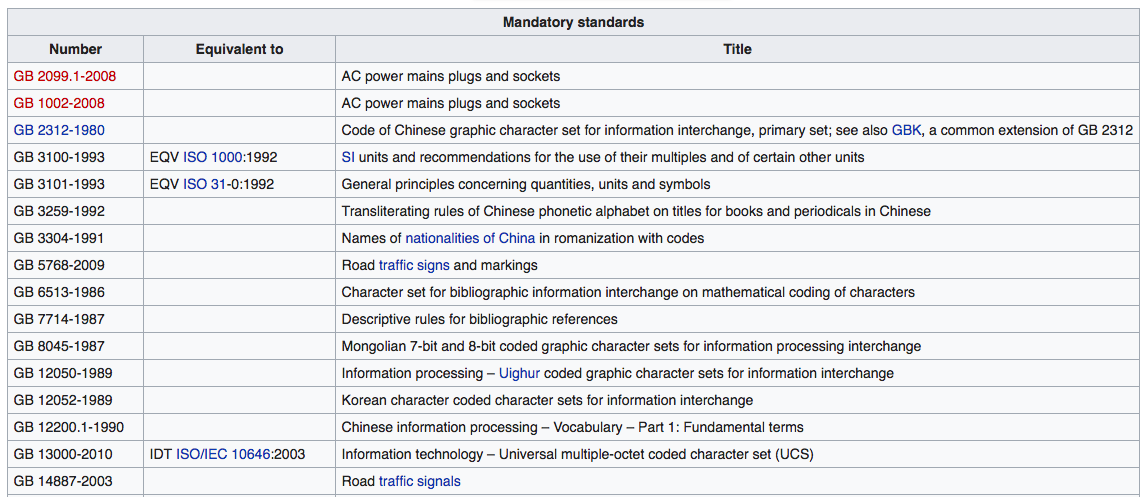 Mandatory standards
Number Equivalent to Title
GB 2099.1-2008 AC power mains plugs and sockets
GB 1002-2008 AC power mains plugs and sockets
GB 2312-1980 Code of Chinese graphic character set for information interchange, primary set; see also GBK, a common extension of GB 2312
GB 3100-1993 EQV ISO 1000:1992 SI units and recommendations for the use of their multiples and of certain other units
GB 3101-1993 EQV ISO 31-0:1992 General principles concerning quantities, units and symbols
GB 3259-1992 Transliterating rules of Chinese phonetic alphabet on titles for books and periodicals in Chinese
GB 3304-1991 Names of nationalities of China in romanization with codes
GB 5768-2009 Road traffic signs and markings
GB 6513-1986 Character set for bibliographic information interchange on mathematical coding of characters
GB 7714-1987 Descriptive rules for bibliographic references
GB 8045-1987 Mongolian 7-bit and 8-bit coded graphic character sets for information processing interchange
GB 12050-1989 Information processing – Uighur coded graphic character sets for information interchange
GB 12052-1989 Korean character coded character sets for information interchange
GB 12200.1-1990 Chinese information processing – Vocabulary – Part 1: Fundamental terms
GB 13000-2010 IDT ISO/IEC 10646:2003 Information technology – Universal multiple-octet coded character set (UCS)
GB 14887-2003 Road traffic signals